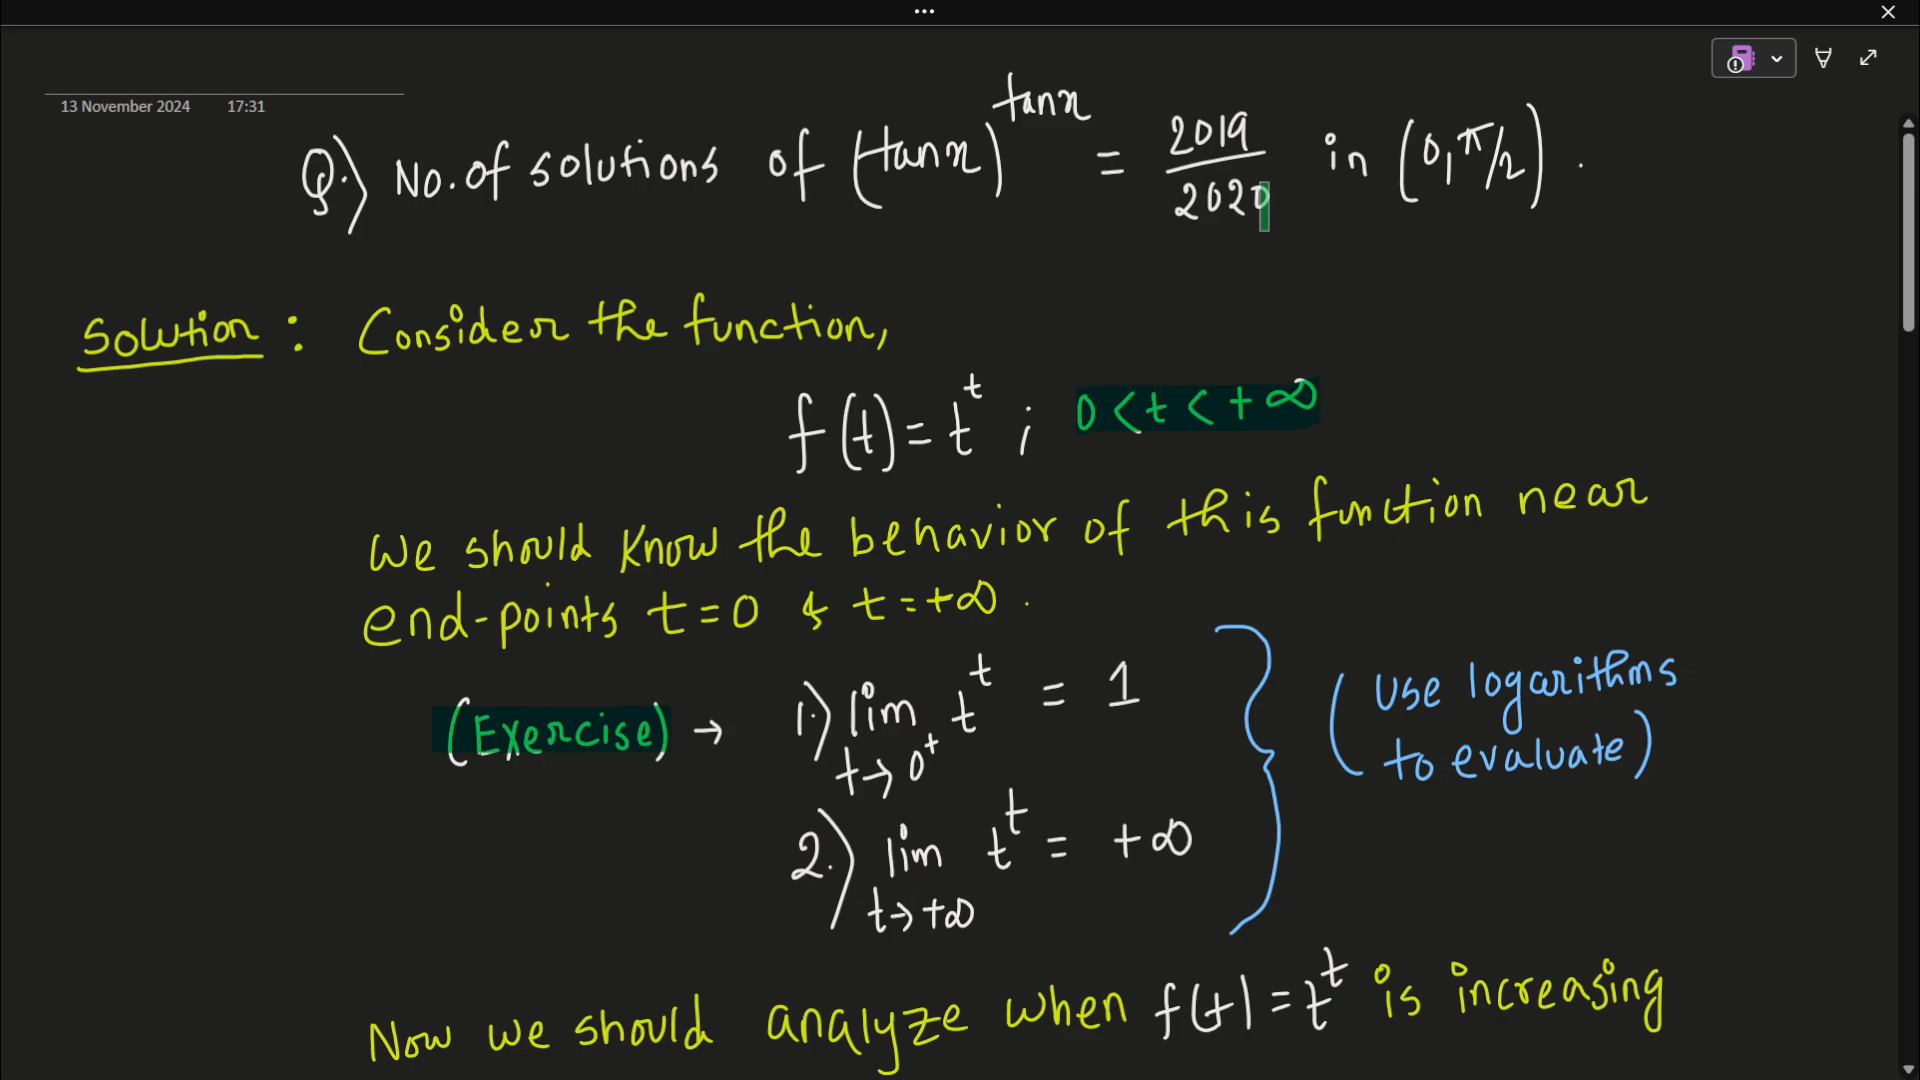 13 November 2024 17:31
Q.) No. of solutions of (tanx)^tanx = 2019/2020 in (0, π/2).
Solution: Consider the function,
f(t) = t^t ; 0 < t < +∞
We should know the behavior of this function near
end-points t=0 & t=+∞.
(Exercise) → 1.) lim t→0⁺ t^t = 1
2.) lim t→+∞ t^t = +∞
(Use logarithms
to evaluate)
Now we should analyze when f(t) = t^t is increasing